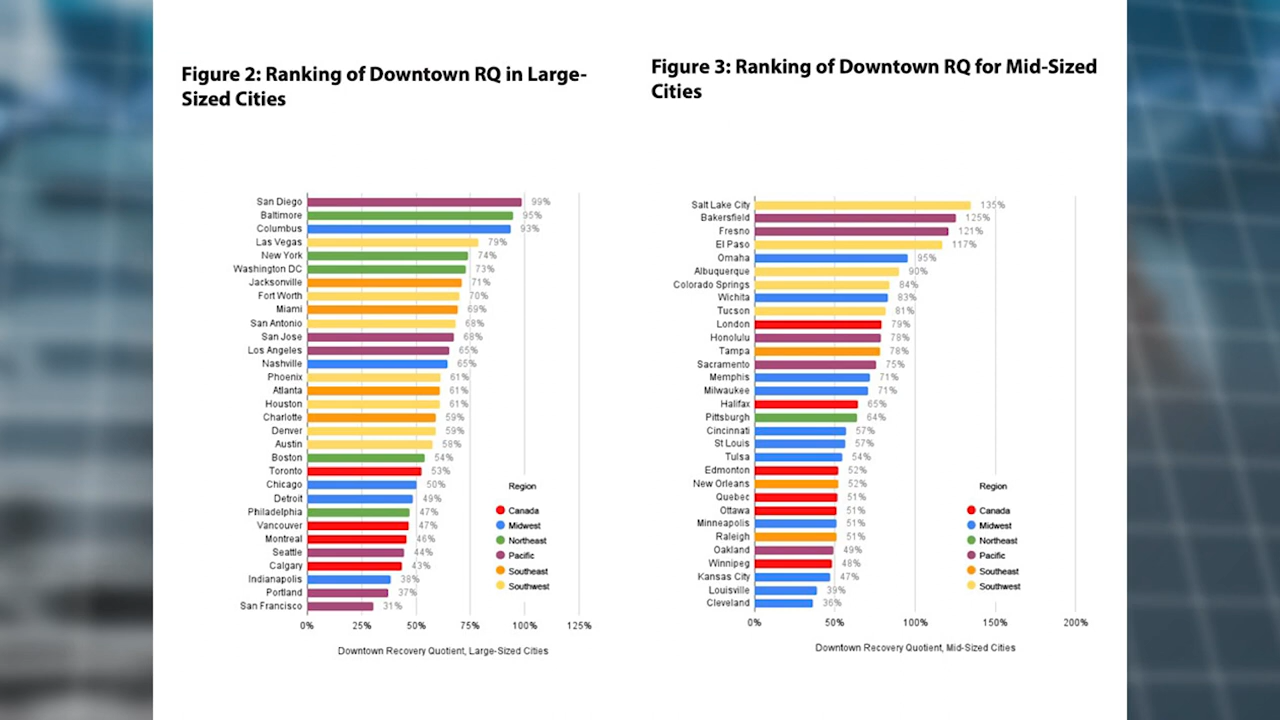 Figure 2: Ranking of Downtown RQ in Large-
Sized Cities
San Diego 99%
Baltimore 95%
Columbus 93%
Las Vegas 79%
New York 74%
Washington DC 73%
Jacksonville 71%
Fort Worth 70%
Miami 69%
San Antonio 68%
San Jose 68%
Los Angeles 65%
Nashville 65%
Phoenix 61%
Atlanta 61%
Houston 61%
Charlotte 59%
Denver 59%
Austin 58%
Boston 54%
Toronto 53%
Chicago 50%
Detroit 49%
Philadelphia 47%
Vancouver 47%
Montreal 46%
Seattle 44%
Calgary 43%
Indianapolis 38%
Portland 37%
San Francisco 31%
0% 25% 50% 75% 100% 125%
Downtown Recovery Quotient, Large-Sized Cities
Region
Canada
Midwest
Northeast
Pacific
Southeast
Southwest
Figure 3: Ranking of Downtown RQ for Mid-Sized
Cities
Salt Lake City 135%
Bakersfield 125%
Fresno 121%
El Paso 117%
Omaha 95%
Albuquerque 90%
Colorado Springs 84%
Wichita 83%
Tucson 81%
London 79%
Honolulu 78%
Tampa 78%
Sacramento 75%
Memphis 71%
Milwaukee 71%
Halifax 65%
Pittsburgh 64%
Cincinnati 57%
St Louis 57%
Tulsa 54%
Edmonton 52%
New Orleans 52%
Quebec 51%
Ottawa 51%
Minneapolis 51%
Raleigh 51%
Oakland 49%
Winnipeg 48%
Kansas City 47%
Louisville 39%
Cleveland 36%
0% 50% 100% 150% 200%
Downtown Recovery Quotient, Mid-Sized Cities
Region
Canada
Midwest
Northeast
Pacific
Southeast
Southwest